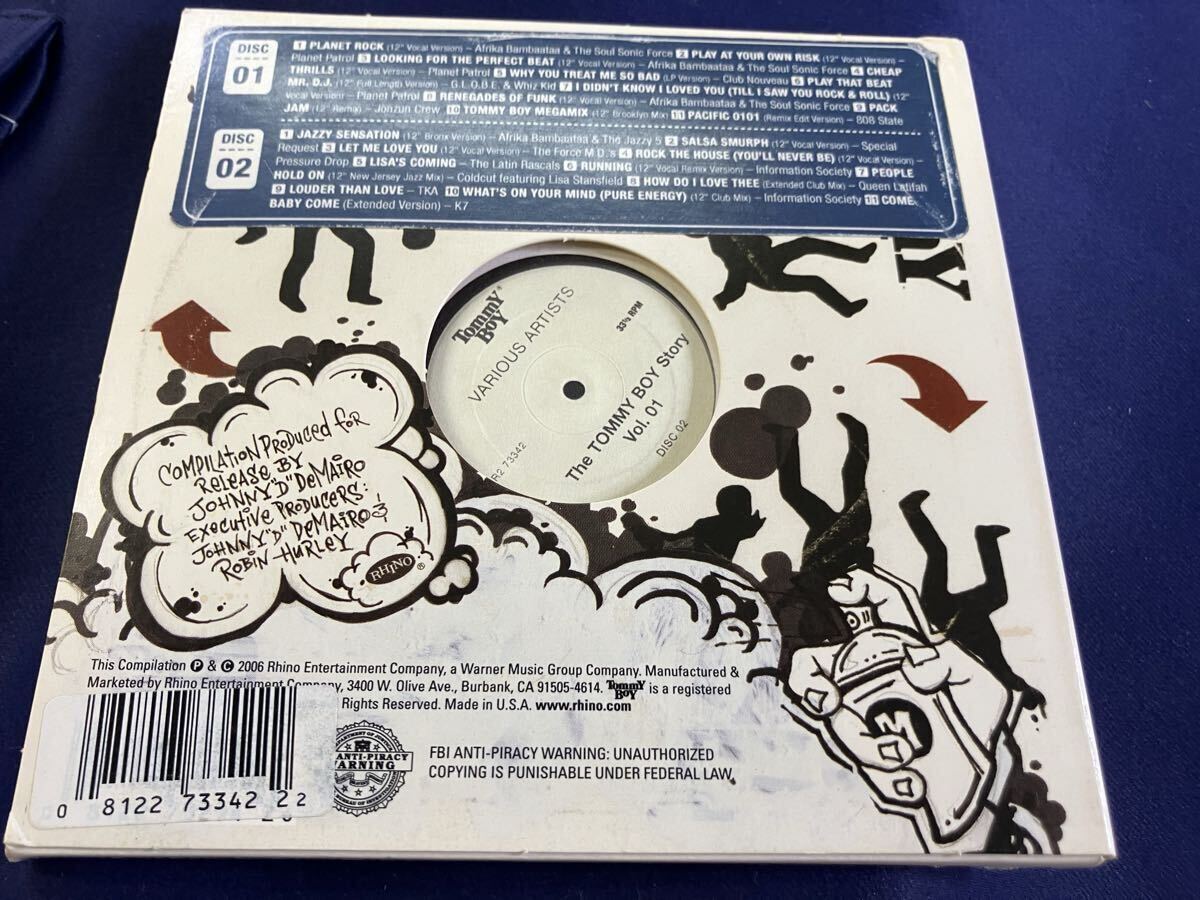 DISC
01
1 PLANET ROCK (12" Vocal Version) – Afrika Bambaataa & The Soul Sonic Force 2 PLAY AT YOUR OWN RISK (12" Vocal Version) –
Planet Patrol 3 LOOKING FOR THE PERFECT BEAT (12" Vocal Version) – Afrika Bambaataa & The Soul Sonic Force 4 CHEAP
THRILLS (12" Vocal Version) – Planet Patrol 5 WHY YOU TREAT ME SO BAD (LP Version) – Club Nouveau 6 PLAY THAT BEAT
MR. D.J. (12" Full Length Version) – G.L.O.B.E. & Whiz Kid 7 I DIDN'T KNOW I LOVED YOU (TILL I SAW YOU ROCK & ROLL) (12"
Vocal Version) – Planet Patrol 8 RENEGADES OF FUNK (12" Vocal Version) – Afrika Bambaataa & The Soul Sonic Force 9 PACK
JAM (12" Remix) – Jonzun Crew 10 TOMMY BOY MEGAMIX (12" Brooklyn Mix) 11 PACIFIC 0101 (Remix Edit Version) – 808 State
DISC
02
1 JAZZY SENSATION (12" Bronx Version) – Afrika Bambaataa & The Jazzy 5 2 SALSA SMURPH (12" Vocal Version) – Special
Request 3 LET ME LOVE YOU (12" Vocal Version) – The Force M.D.'s 4 ROCK THE HOUSE (YOU'LL NEVER BE) (12" Vocal Version) –
Pressure Drop 5 LISA'S COMING – The Latin Rascals 6 RUNNING (12" Vocal Remix Version) – Information Society 7 PEOPLE
HOLD ON (12" New Jersey Jazz Mix) – Coldcut featuring Lisa Stansfield 8 HOW DO I LOVE THEE (Extended Club Mix) – Queen Latifah
9 LOUDER THAN LOVE – TKA 10 WHAT'S ON YOUR MIND (PURE ENERGY) (12" Club Mix) – Information Society 11 COME
BABY COME (Extended Version) – K7
RY
Tommy
Boy
VARIOUS ARTISTS
33⅓ RPM
The TOMMY BOY Story
Vol. 01
R2 73342
DISC 02
COMPILATION PRODUCED FOR
RELEASE BY
JOHNNY "D" DEMAIRO
EXECUTIVE PRODUCERS:
JOHNNY "D" DEMAIRO &
ROBIN HURLEY
RHINO ®
This Compilation Ⓟ & © 2006 Rhino Entertainment Company, a Warner Music Group Company. Manufactured &
Marketed by Rhino Entertainment Company, 3400 W. Olive Ave., Burbank, CA 91505-4614. Tommy Boy is a registered
Rights Reserved. Made in U.S.A. www.rhino.com
ANTI-PIRACY
WARNING
FBI ANTI-PIRACY WARNING: UNAUTHORIZED
COPYING IS PUNISHABLE UNDER FEDERAL LAW.
0 81227 33422 2